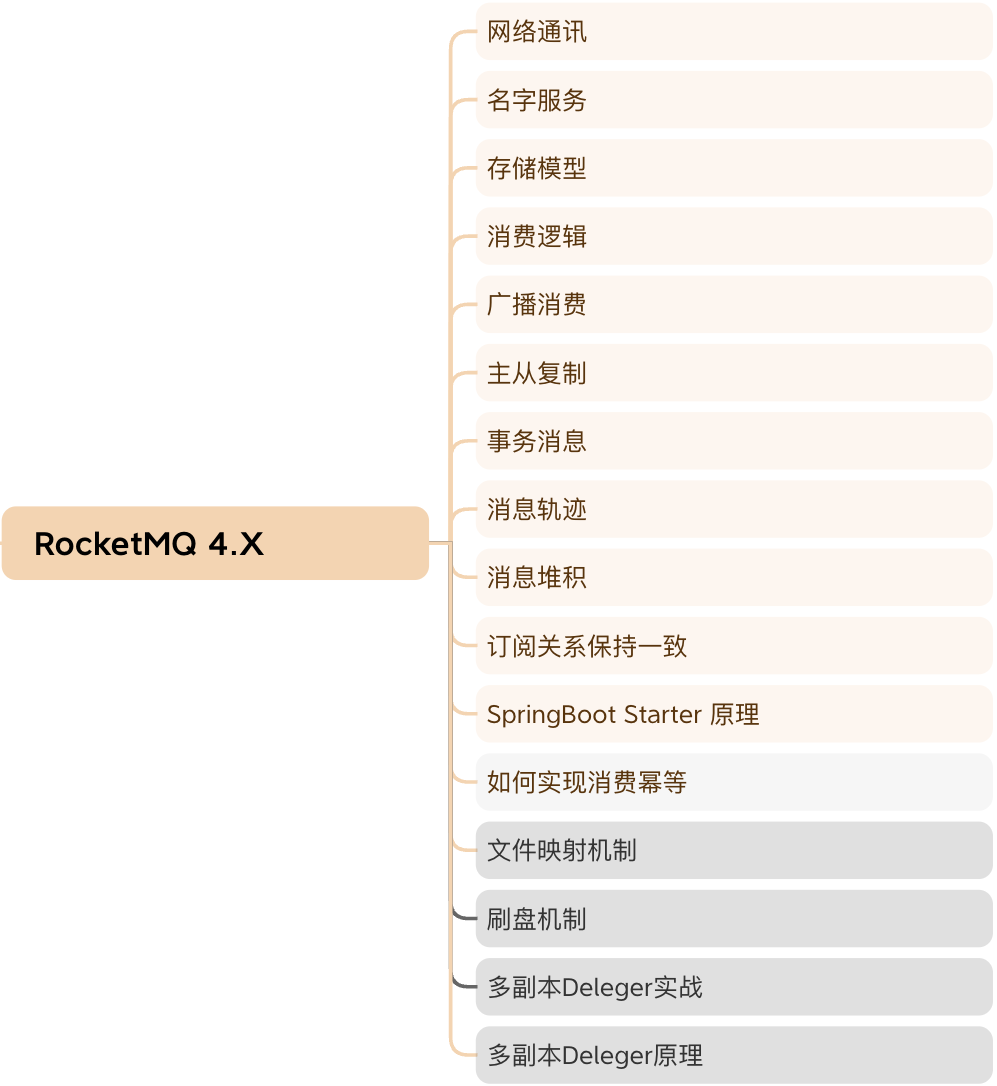 网络通讯
名字服务
存储模型
消费逻辑
广播消费
主从复制
事务消息
消息轨迹
RocketMQ 4.X
消息堆积
订阅关系保持一致
SpringBoot Starter 原理
如何实现消费幂等
文件映射机制
刷盘机制
多副本Deleger实战
多副本Deleger原理